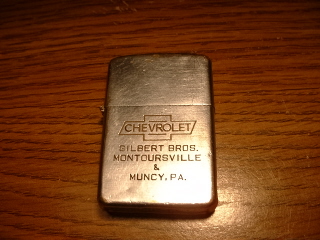 CHEVROLET
GILBERT BROS.
MONTOURSVILLE
&
MUNCY, PA.